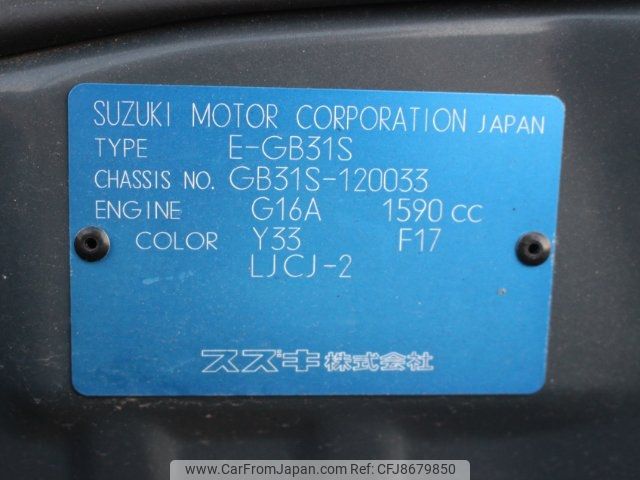 SUZUKI MOTOR CORPORATION JAPAN
TYPE E-GB31S
CHASSIS NO. GB31S-120033
ENGINE G16A 1590 CC
COLOR Y33 F17
LJCJ-2
スズキ株式会社
www.CarFromJapan.com CFJ8679850